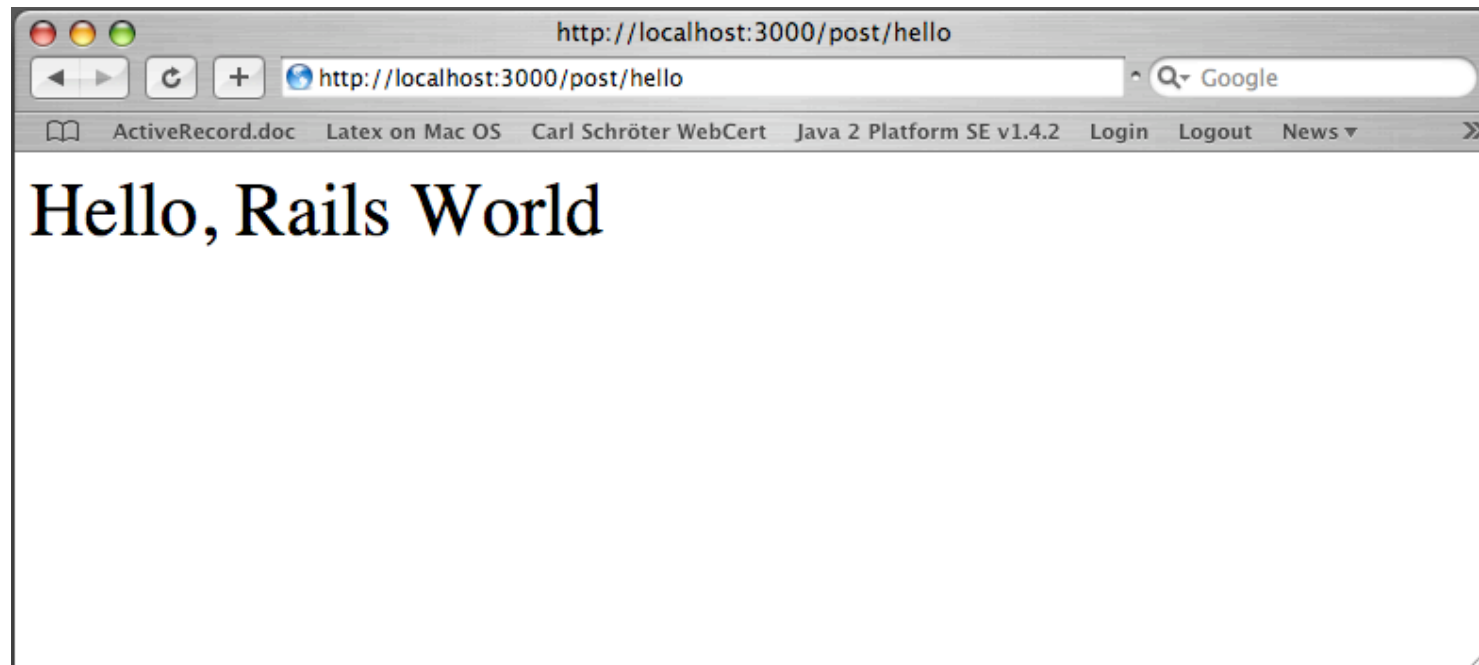 http://localhost:3000/post/hello
http://localhost:3000/post/hello Google
ActiveRecord.doc Latex on Mac OS Carl Schröter WebCert Java 2 Platform SE v1.4.2 Login Logout News
Hello, Rails World